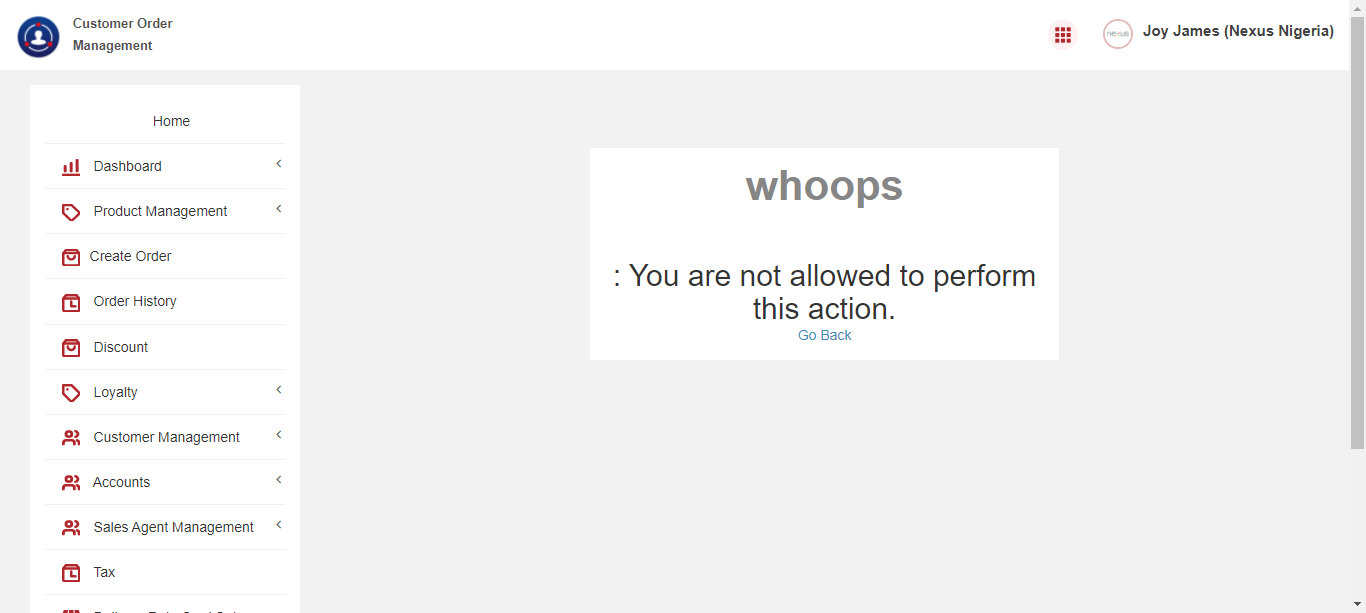 Customer Order
Management
nexus
Joy James (Nexus Nigeria)
Home
Dashboard
Product Management
Create Order
Order History
Discount
Loyalty
Customer Management
Accounts
Sales Agent Management
Tax
whoops
: You are not allowed to perform
this action.
Go Back